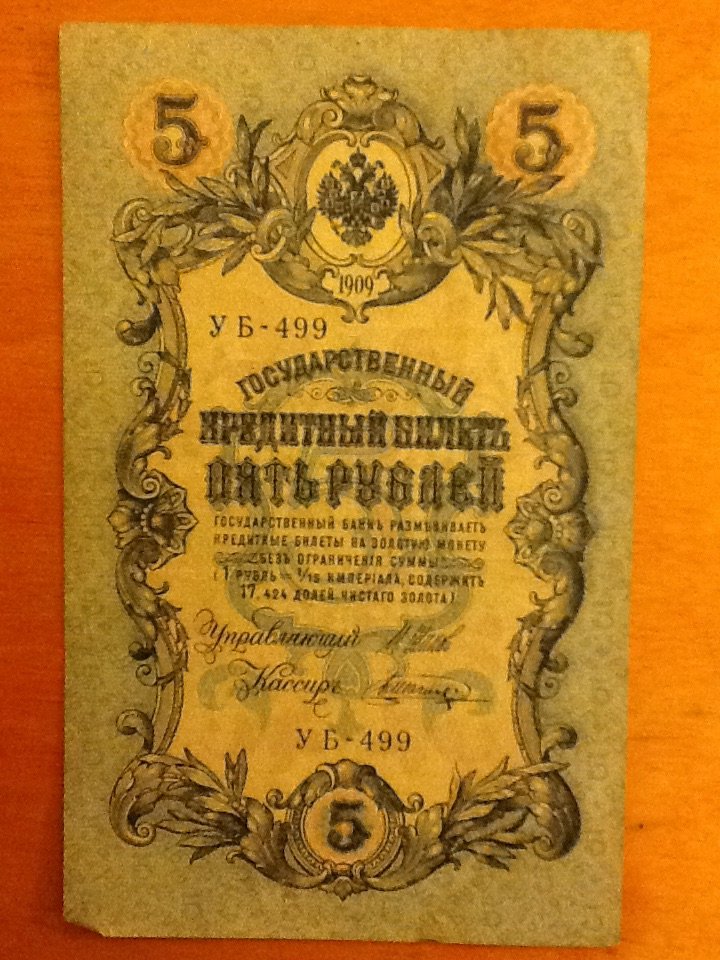 5 5
1909
УБ-499
ГОСУДАРСТВЕННЫЙ
КРЕДИТНЫЙ БИЛЕТЪ
ПЯТЬ РУБЛЕЙ
ГОСУДАРСТВЕННЫЙ БАНКЪ РАЗМѢНИВАЕТЪ
КРЕДИТНЫЕ БИЛЕТЫ НА ЗОЛОТУЮ МОНЕТУ
БЕЗЪ ОГРАНИЧЕНІЯ СУММЫ
(1 РУБЛЬ = 1/15 ИМПЕРІАЛА, СОДЕРЖИТЪ
17,424 ДОЛЕЙ ЧИСТАГО ЗОЛОТА)
Управляющій
Кассиръ
УБ-499
5